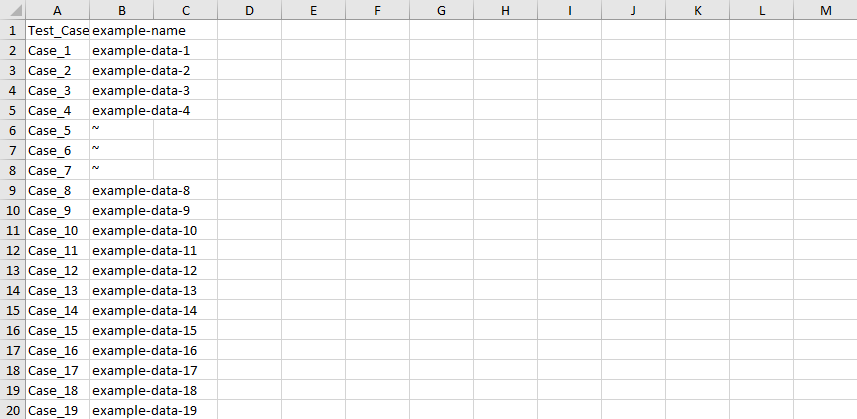 A B C D E F G H I J K L M
1 Test_Case example-name
2 Case_1 example-data-1
3 Case_2 example-data-2
4 Case_3 example-data-3
5 Case_4 example-data-4
6 Case_5 ~
7 Case_6 ~
8 Case_7 ~
9 Case_8 example-data-8
10 Case_9 example-data-9
11 Case_10 example-data-10
12 Case_11 example-data-11
13 Case_12 example-data-12
14 Case_13 example-data-13
15 Case_14 example-data-14
16 Case_15 example-data-15
17 Case_16 example-data-16
18 Case_17 example-data-17
19 Case_18 example-data-18
20 Case_19 example-data-19